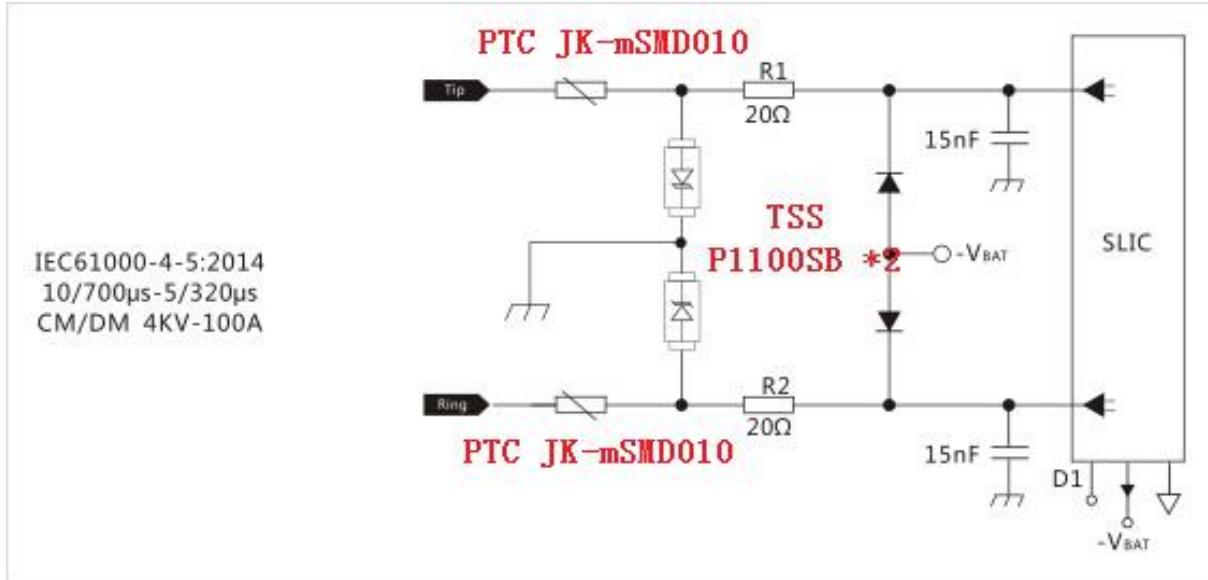 PTC JK-mSMD010
Tip
R1
20Ω
15nF
TSS
P1100SB *2
-VBAT
SLIC
IEC61000-4-5:2014
10/700μs-5/320μs
CM/DM 4KV-100A
Ring
R2
20Ω
PTC JK-mSMD010
15nF
D1
-VBAT